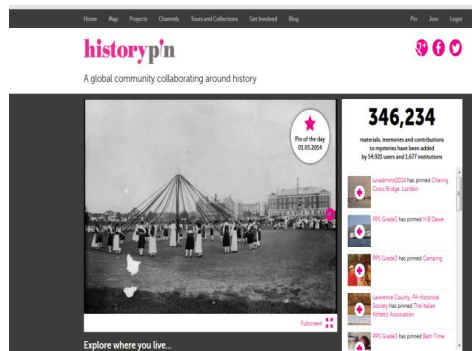 Home Map Projects Channels Tours and Collections Get Involved Blog Pin Join Login
historypin
A global community collaborating around history
Pin of the day
01.05.2014
346,234
materials, memories and contributions
to mysteries have been added
by 54,921 users and 1,677 institutions
has pinned Charing
Cross Bridge, London
PPS Grade3 has pinned H B Dawe
PPS Grade3 has pinned Camping
Lawrence County, PA Historical
Society has pinned The Italian
Athletic Association
PPS Grade3 has pinned Bath Time
Fullscreen
Explore where you live...